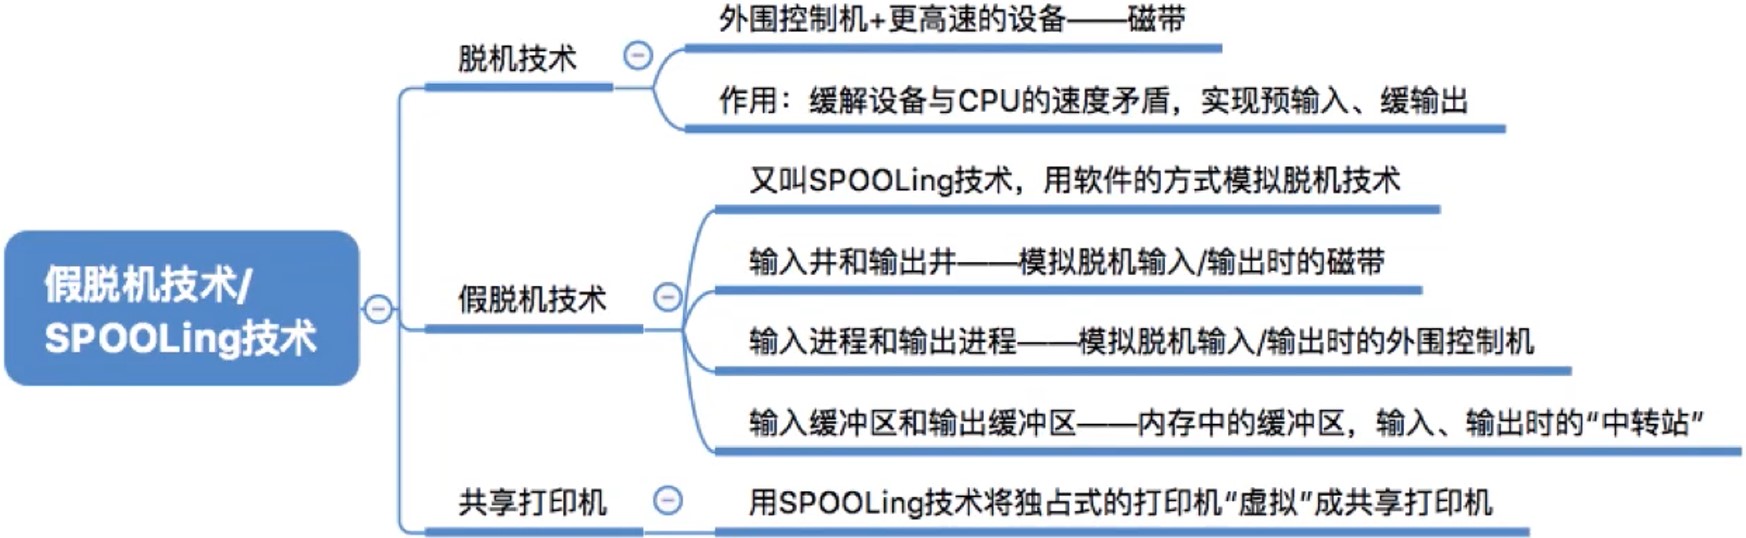 假脱机技术/
SPOOLing技术
脱机技术
外围控制机+更高速的设备——磁带
作用：缓解设备与CPU的速度矛盾，实现预输入、缓输出
假脱机技术
又叫SPOOLing技术，用软件的方式模拟脱机技术
输入井和输出井——模拟脱机输入/输出时的磁带
输入进程和输出进程——模拟脱机输入/输出时的外围控制机
输入缓冲区和输出缓冲区——内存中的缓冲区，输入、输出时的“中转站”
共享打印机
用SPOOLing技术将独占式的打印机“虚拟”成共享打印机